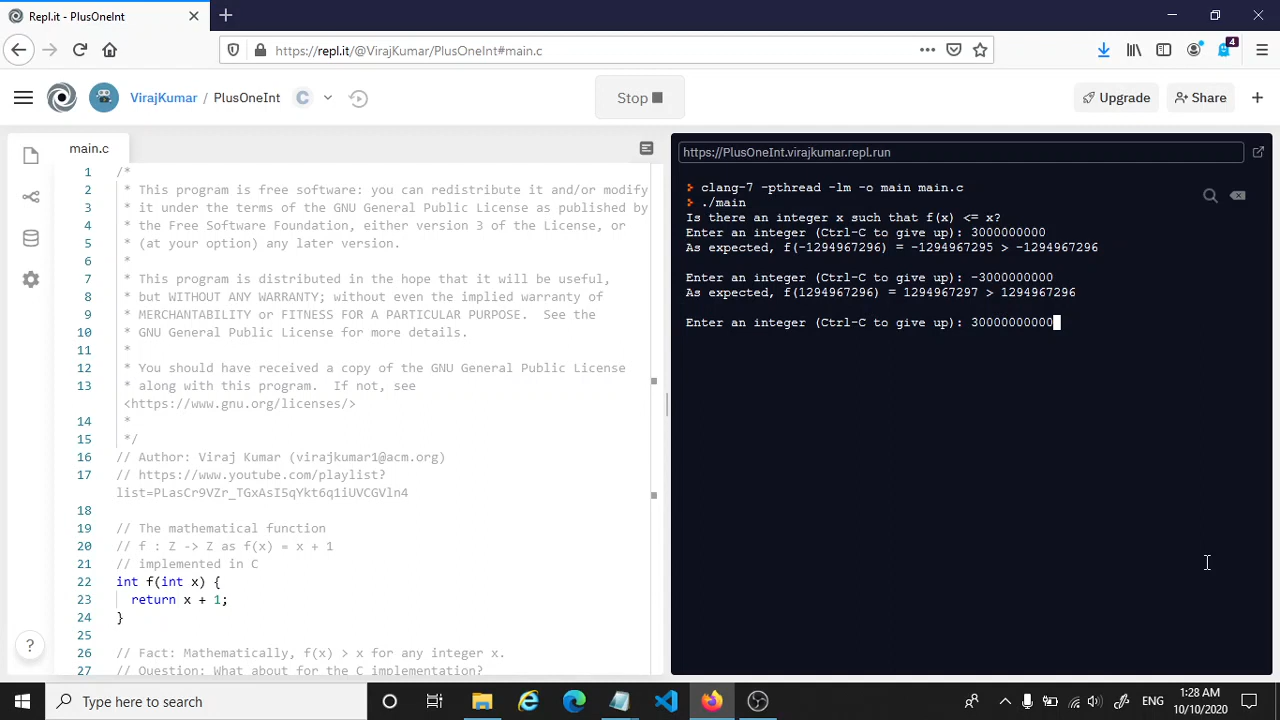 Repl.it - PlusOneInt
https://repl.it/@VirajKumar/PlusOneInt#main.c
4
VirajKumar / PlusOneInt
C
Stop
Upgrade
Share
main.c
1 /*
2  * This program is free software: you can redistribute it and/or modify
3  * it under the terms of the GNU General Public License as published by
4  * the Free Software Foundation, either version 3 of the License, or
5  * (at your option) any later version.
6  *
7  * This program is distributed in the hope that it will be useful,
8  * but WITHOUT ANY WARRANTY; without even the implied warranty of
9  * MERCHANTABILITY or FITNESS FOR A PARTICULAR PURPOSE.  See the
10  * GNU General Public License for more details.
11  *
12  * You should have received a copy of the GNU General Public License
13  * along with this program.  If not, see
<https://www.gnu.org/licenses/>
14  *
15  */
16 // Author: Viraj Kumar (virajkumar1@acm.org)
17 // https://www.youtube.com/playlist?
list=PLasCr9VZr_TGxAsI5qYkt6q1iUVCGVln4
18
19 // The mathematical function
20 // f : Z -> Z as f(x) = x + 1
21 // implemented in C
22 int f(int x) {
23   return x + 1;
24 }
25
26 // Fact: Mathematically, f(x) > x for any integer x.
27 // Question: What about for the C implementation?
?
https://PlusOneInt.virajkumar.repl.run
clang-7 -pthread -lm -o main main.c
./main
Is there an integer x such that f(x) <= x?
Enter an integer (Ctrl-C to give up): 3000000000
As expected, f(-1294967296) = -1294967295 > -1294967296
Enter an integer (Ctrl-C to give up): -3000000000
As expected, f(1294967296) = 1294967297 > 1294967296
Enter an integer (Ctrl-C to give up): 30000000000
Type here to search
ENG
1:28 AM
10/10/2020